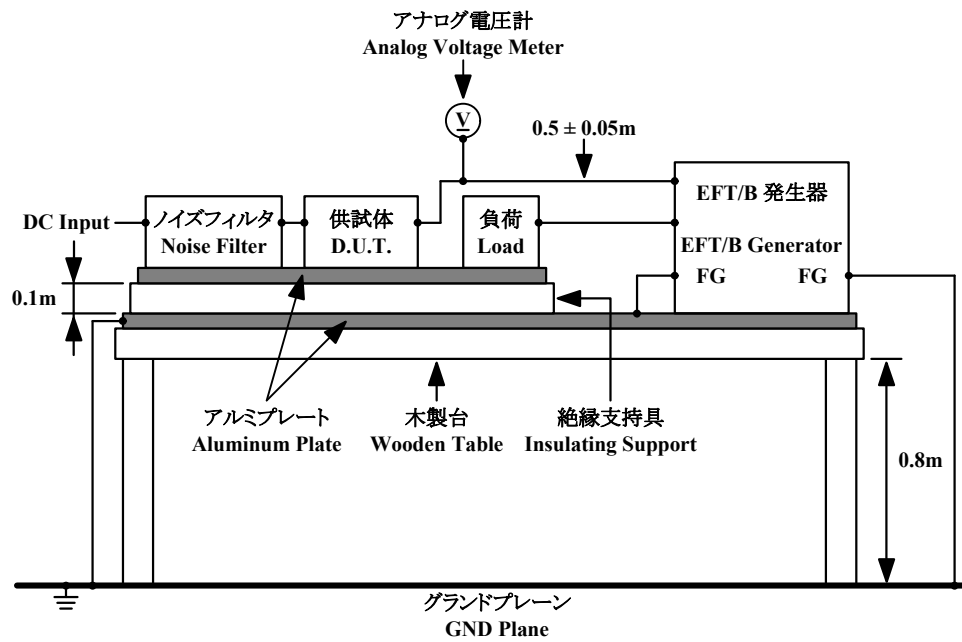 アナログ電圧計
Analog Voltage Meter
V
0.5 ± 0.05m
EFT/B 発生器
EFT/B Generator
FG FG
DC Input
ノイズフィルタ
Noise Filter
供試体
D.U.T.
負荷
Load
0.1m
アルミプレート
Aluminum Plate
木製台
Wooden Table
絶縁支持具
Insulating Support
0.8m
グランドプレーン
GND Plane